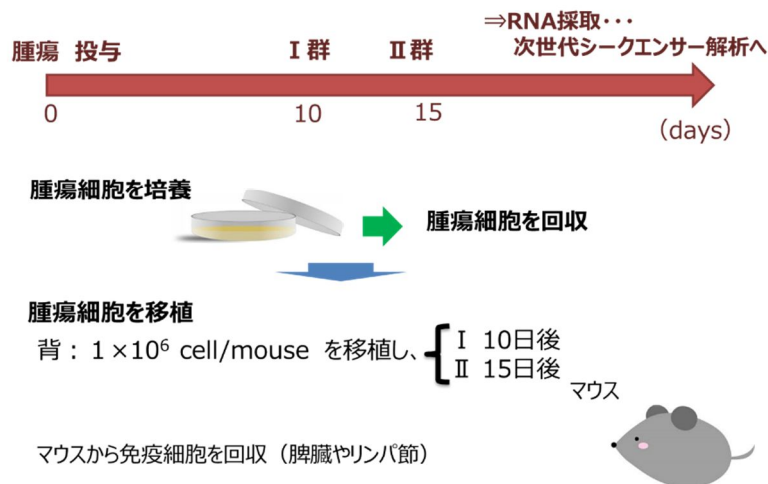 ⇒RNA採取・・・
次世代シークエンサー解析へ
腫瘍 投与 Ⅰ群 Ⅱ群
0 10 15
(days)
腫瘍細胞を培養
腫瘍細胞を回収
腫瘍細胞を移植
背：1×10⁶ cell/mouse を移植し、
Ⅰ 10日後
Ⅱ 15日後
マウス
マウスから免疫細胞を回収（脾臓やリンパ節）